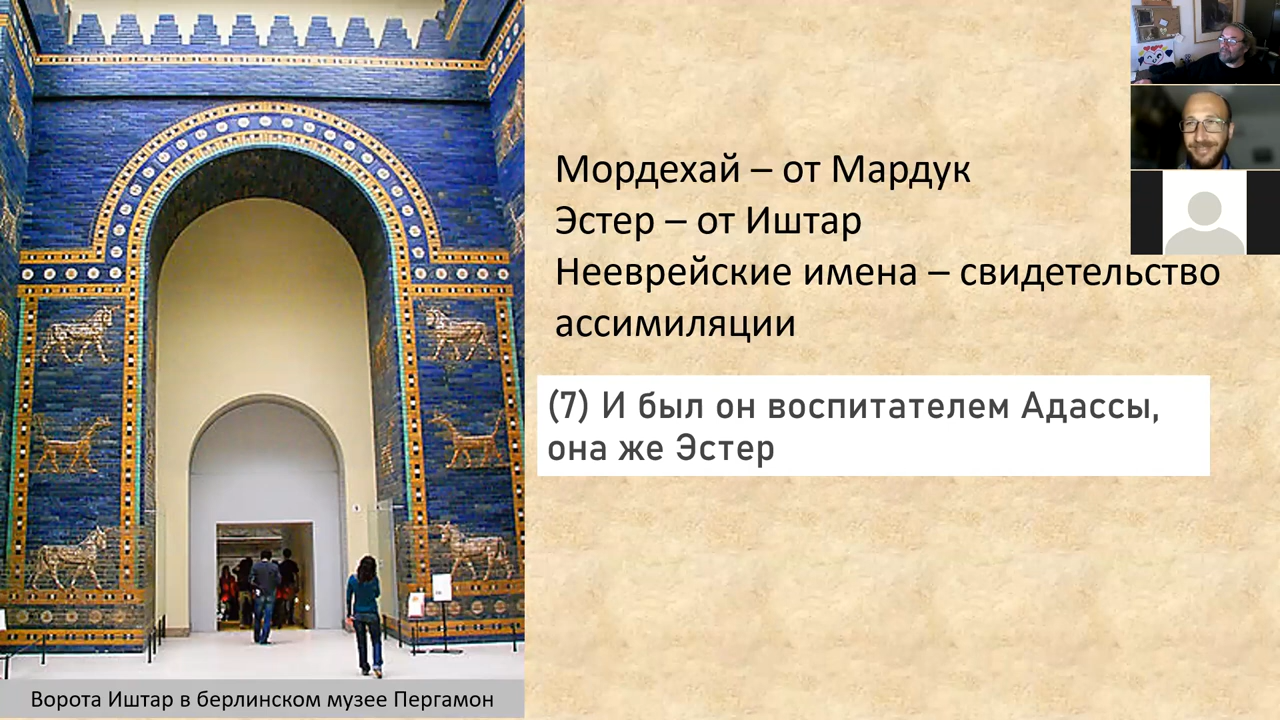 Мордехай – от Мардук
Эстер – от Иштар
Нееврейские имена – свидетельство
ассимиляции
(7) И был он воспитателем Адассы,
она же Эстер
Ворота Иштар в берлинском музее Пергамон